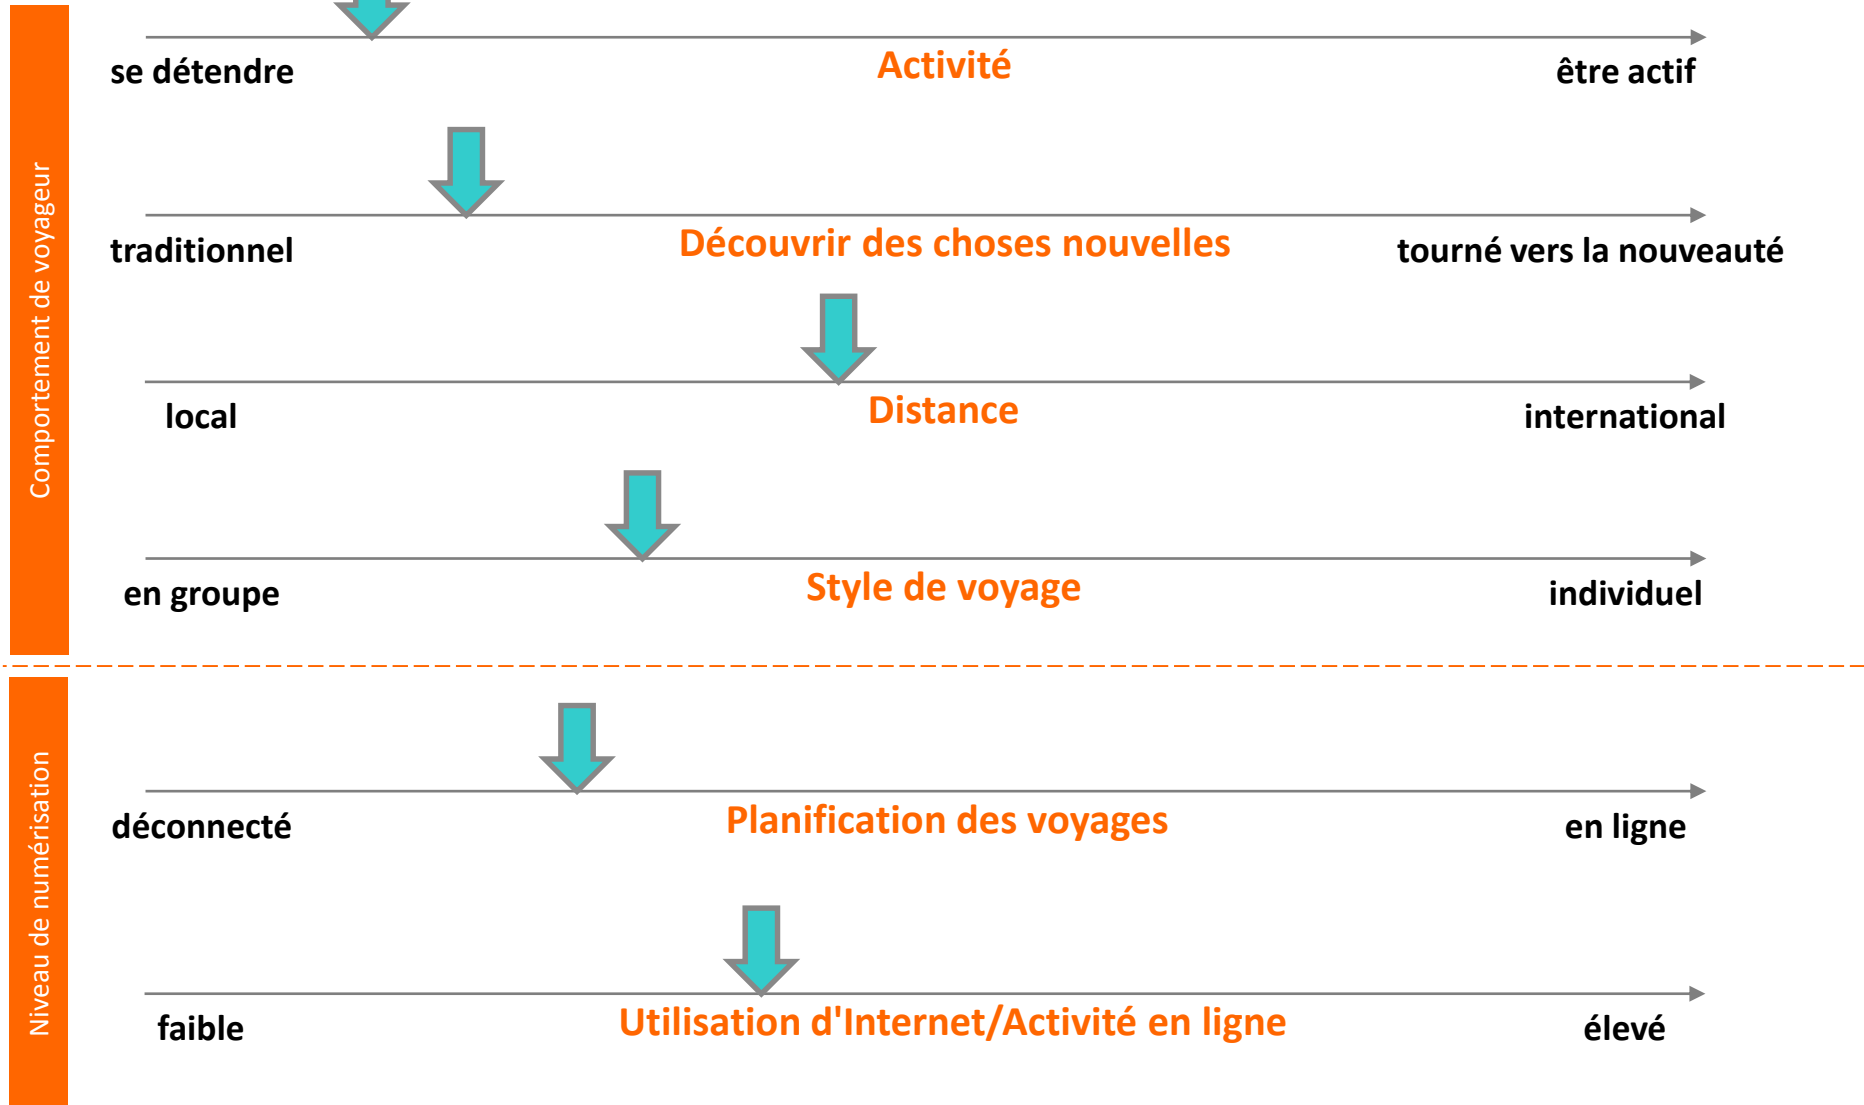 Comportement de voyageur
se détendre
Activité
être actif
traditionnel
Découvrir des choses nouvelles
tourné vers la nouveauté
local
Distance
international
en groupe
Style de voyage
individuel
Niveau de numérisation
déconnecté
Planification des voyages
en ligne
faible
Utilisation d'Internet/Activité en ligne
élevé